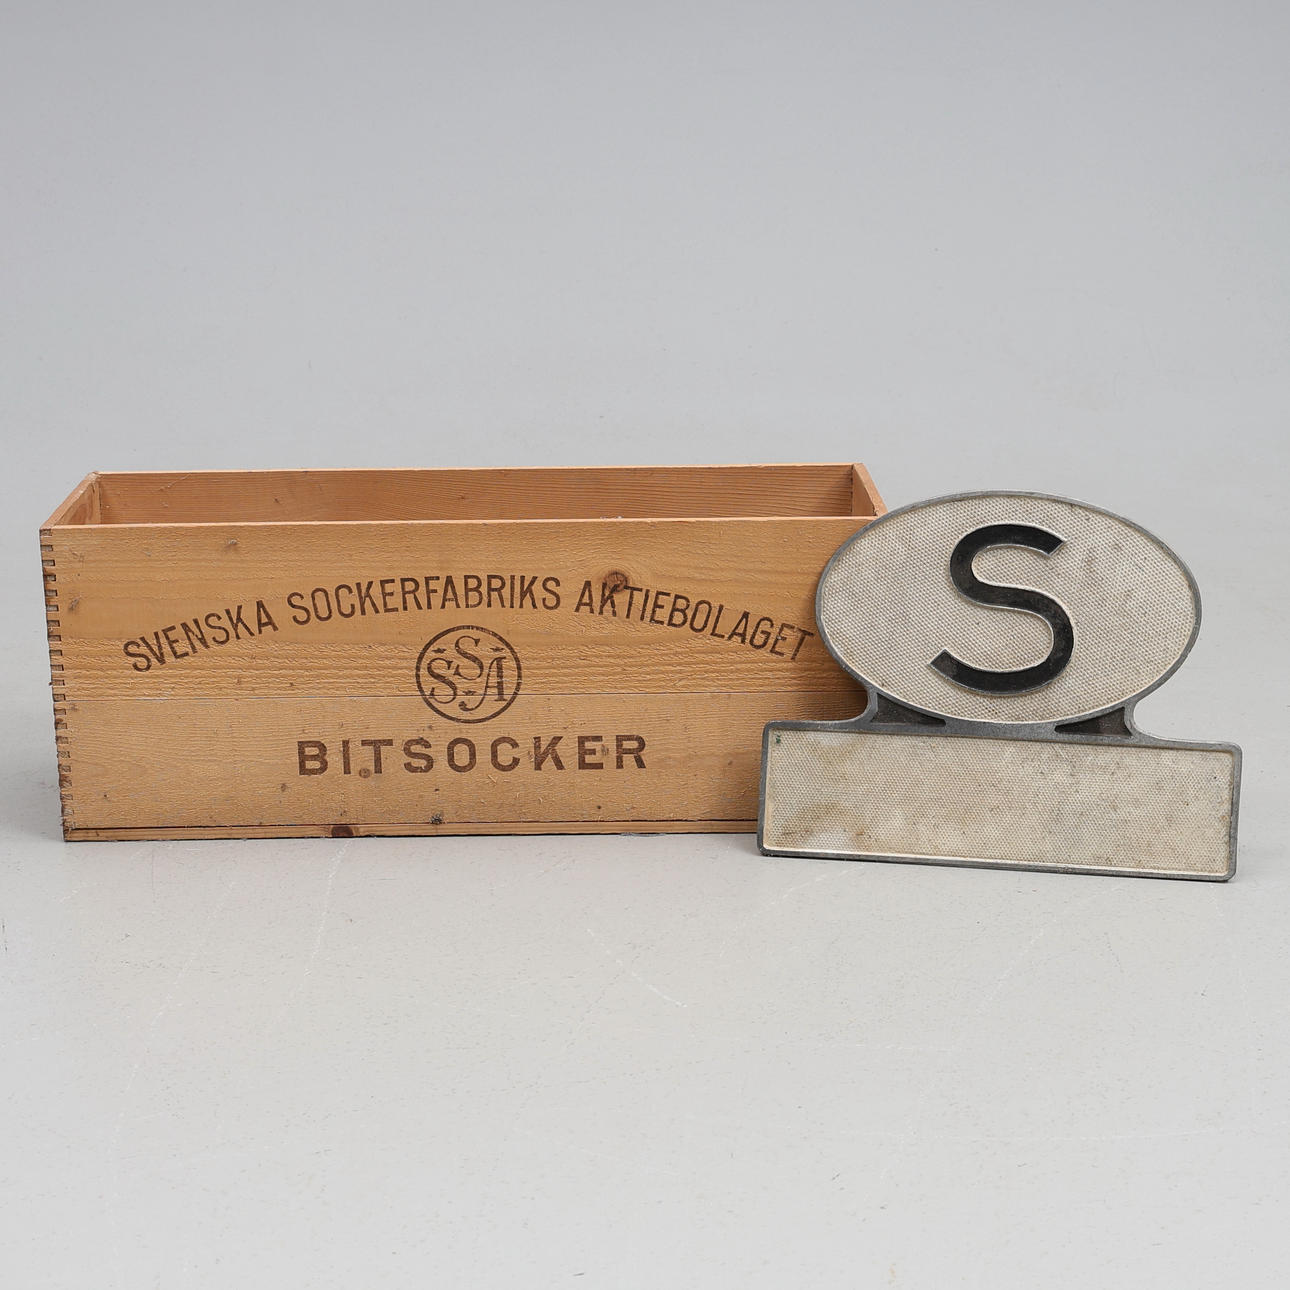 SVENSKA SOCKERFABRIKS AKTIEBOLAGET
SSA
BITSOCKER
S